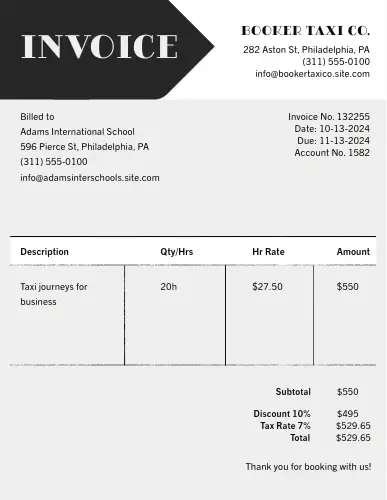 INVOICE
BOOKER TAXI CO.
282 Aston St, Philadelphia, PA
(311) 555-0100
info@bookertaxico.site.com
Billed to
Adams International School
596 Pierce St, Philadelphia, PA
(311) 555-0100
info@adamsinterschools.site.com
Invoice No. 132255
Date: 10-13-2024
Due: 11-13-2024
Account No. 1582
Description Qty/Hrs Hr Rate Amount
Taxi journeys for 20h $27.50 $550
business
Subtotal $550
Discount 10% $495
Tax Rate 7% $529.65
Total $529.65
Thank you for booking with us!